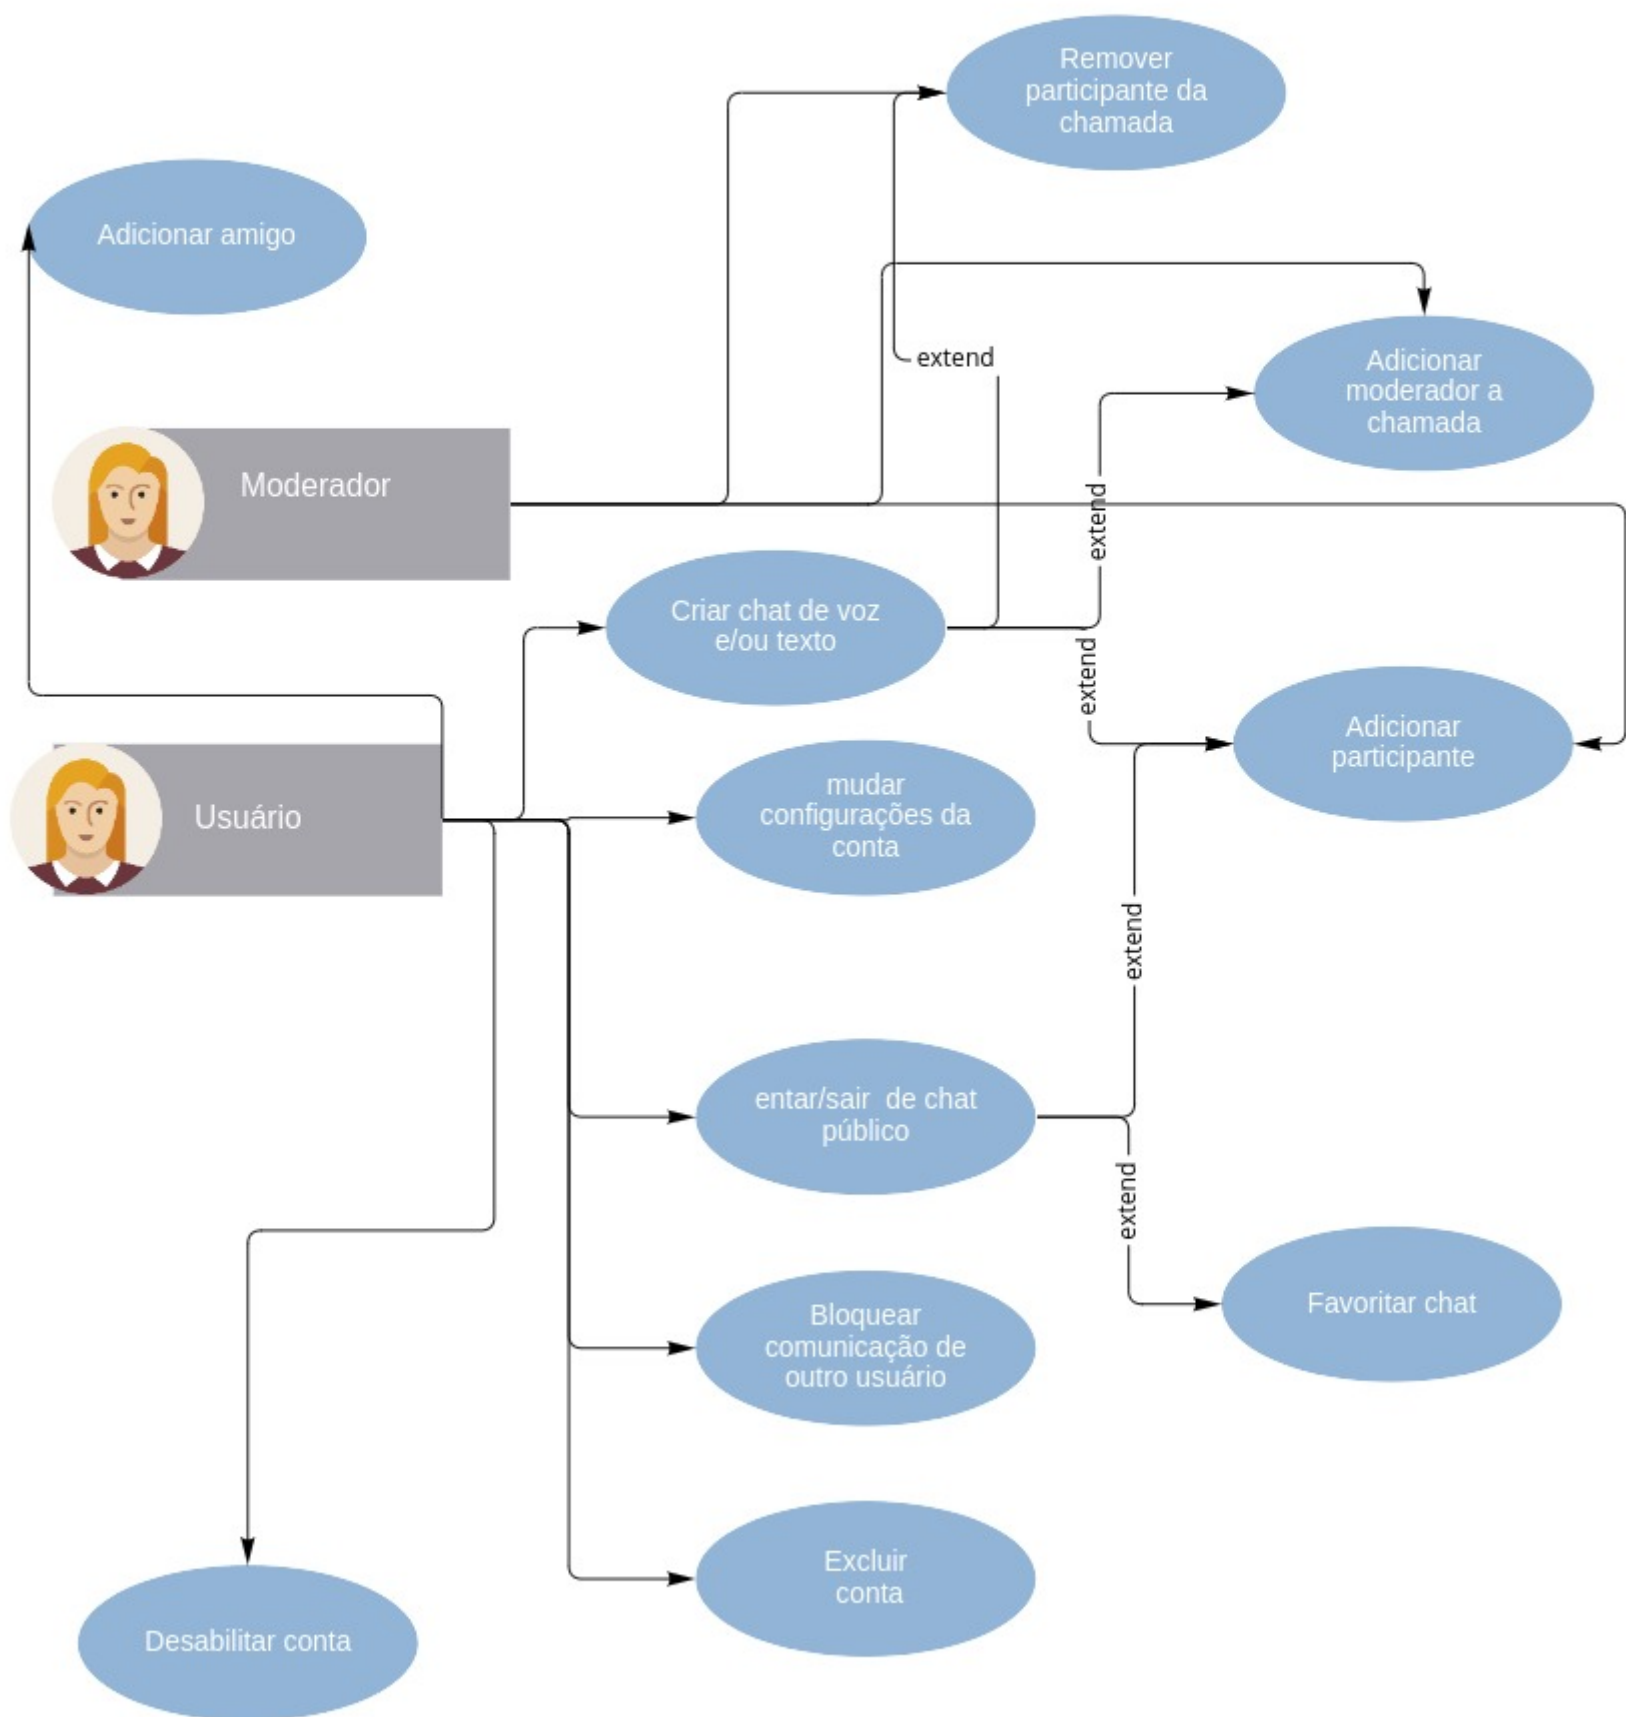 Remover
participante da
chamada
Adicionar amigo
extend
Adicionar
moderador a
chamada
Moderador
extend
Criar chat de voz
e/ou texto
extend
Adicionar
participante
mudar
configurações da
conta
Usuário
extend
entar/sair  de chat
público
extend
Favoritar chat
Bloquear
comunicação de
outro usuário
Excluir
conta
Desabilitar conta